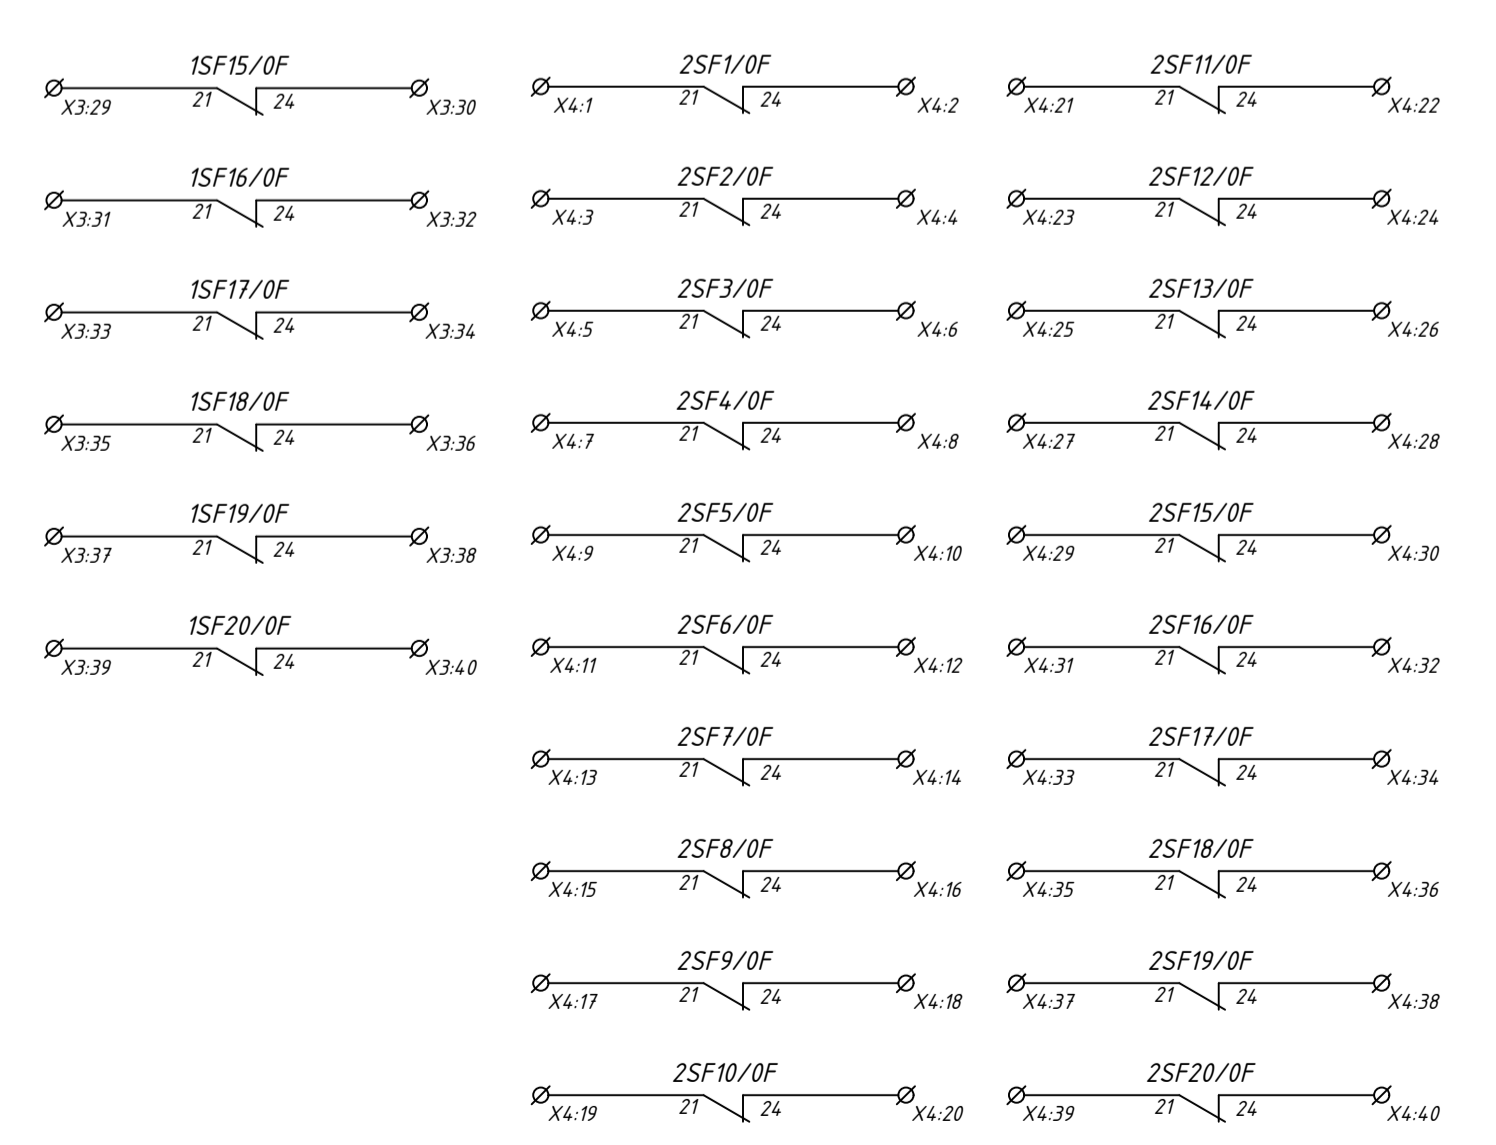 1SF15/0F
X3:29 21 24 X3:30
1SF16/0F
X3:31 21 24 X3:32
1SF17/0F
X3:33 21 24 X3:34
1SF18/0F
X3:35 21 24 X3:36
1SF19/0F
X3:37 21 24 X3:38
1SF20/0F
X3:39 21 24 X3:40
2SF1/0F
X4:1 21 24 X4:2
2SF2/0F
X4:3 21 24 X4:4
2SF3/0F
X4:5 21 24 X4:6
2SF4/0F
X4:7 21 24 X4:8
2SF5/0F
X4:9 21 24 X4:10
2SF6/0F
X4:11 21 24 X4:12
2SF7/0F
X4:13 21 24 X4:14
2SF8/0F
X4:15 21 24 X4:16
2SF9/0F
X4:17 21 24 X4:18
2SF10/0F
X4:19 21 24 X4:20
2SF11/0F
X4:21 21 24 X4:22
2SF12/0F
X4:23 21 24 X4:24
2SF13/0F
X4:25 21 24 X4:26
2SF14/0F
X4:27 21 24 X4:28
2SF15/0F
X4:29 21 24 X4:30
2SF16/0F
X4:31 21 24 X4:32
2SF17/0F
X4:33 21 24 X4:34
2SF18/0F
X4:35 21 24 X4:36
2SF19/0F
X4:37 21 24 X4:38
2SF20/0F
X4:39 21 24 X4:40